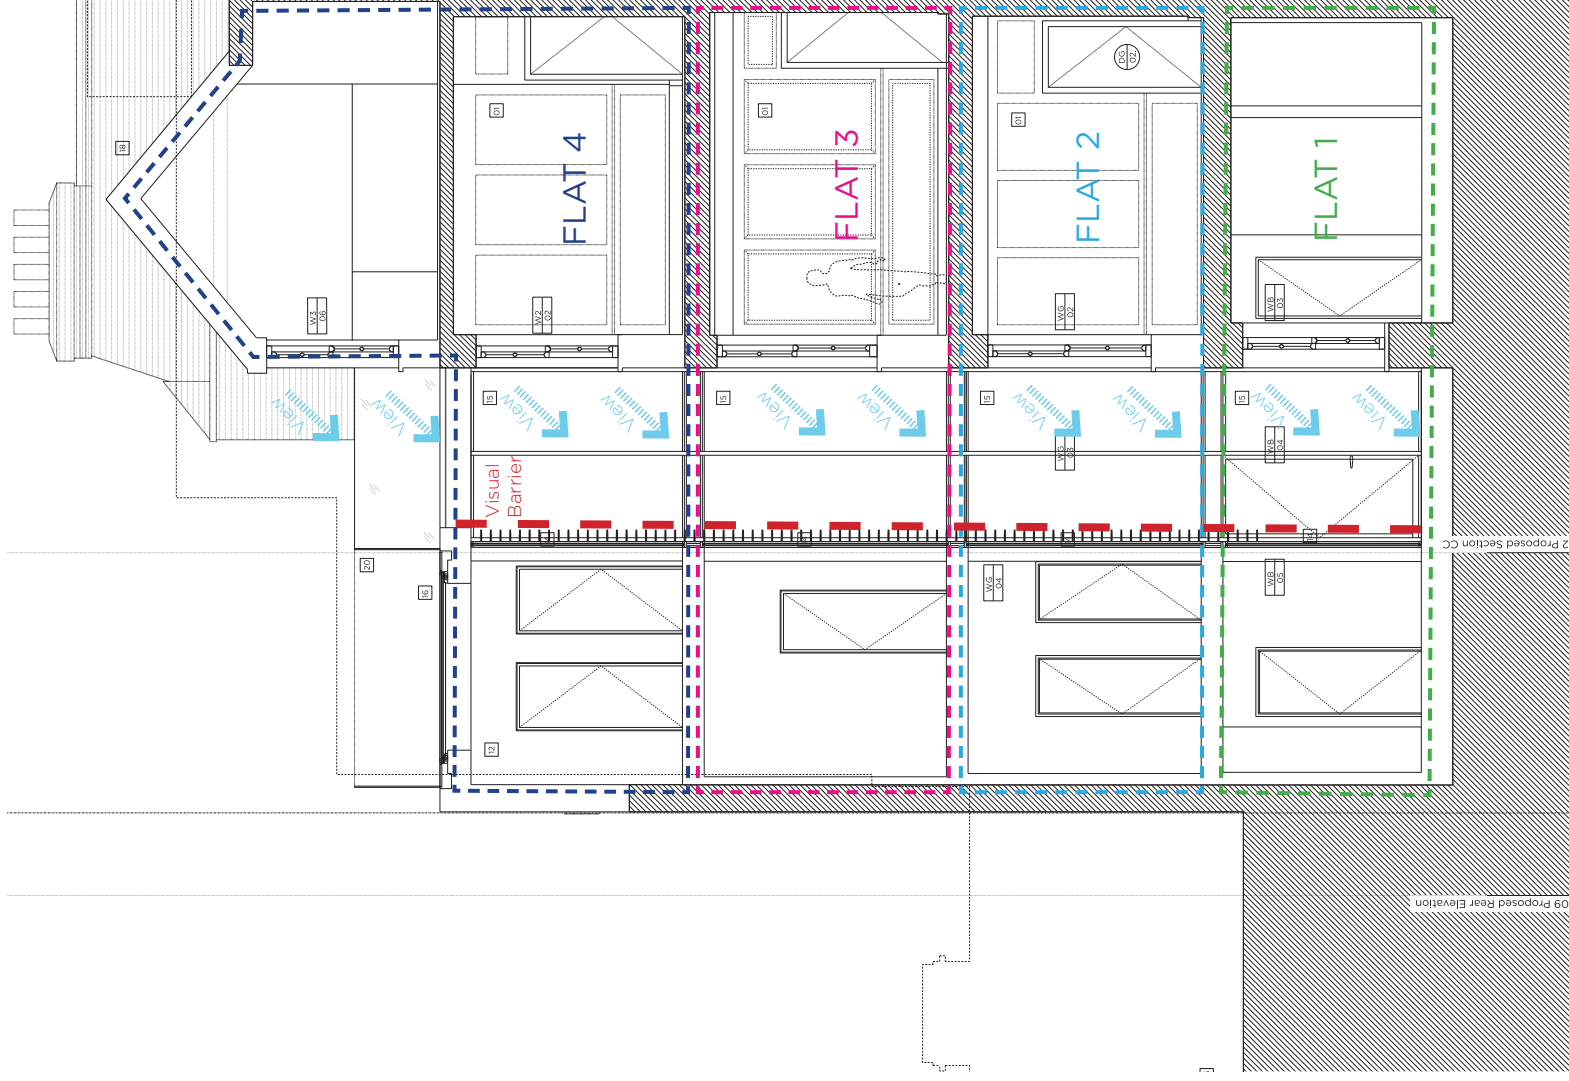 18
W3
06
01
FLAT 4
W2
02
01
FLAT 3
DG
02
01
FLAT 2
WG
02
FLAT 1
WB
03
View
View
15
View
View
15
View
View
15
View
View
15
View
View
Visual
Barrier
WG
03
WB
04
14
2 Proposed Section CC
20
16
WG
04
WB
05
12
09 Proposed Rear Elevation